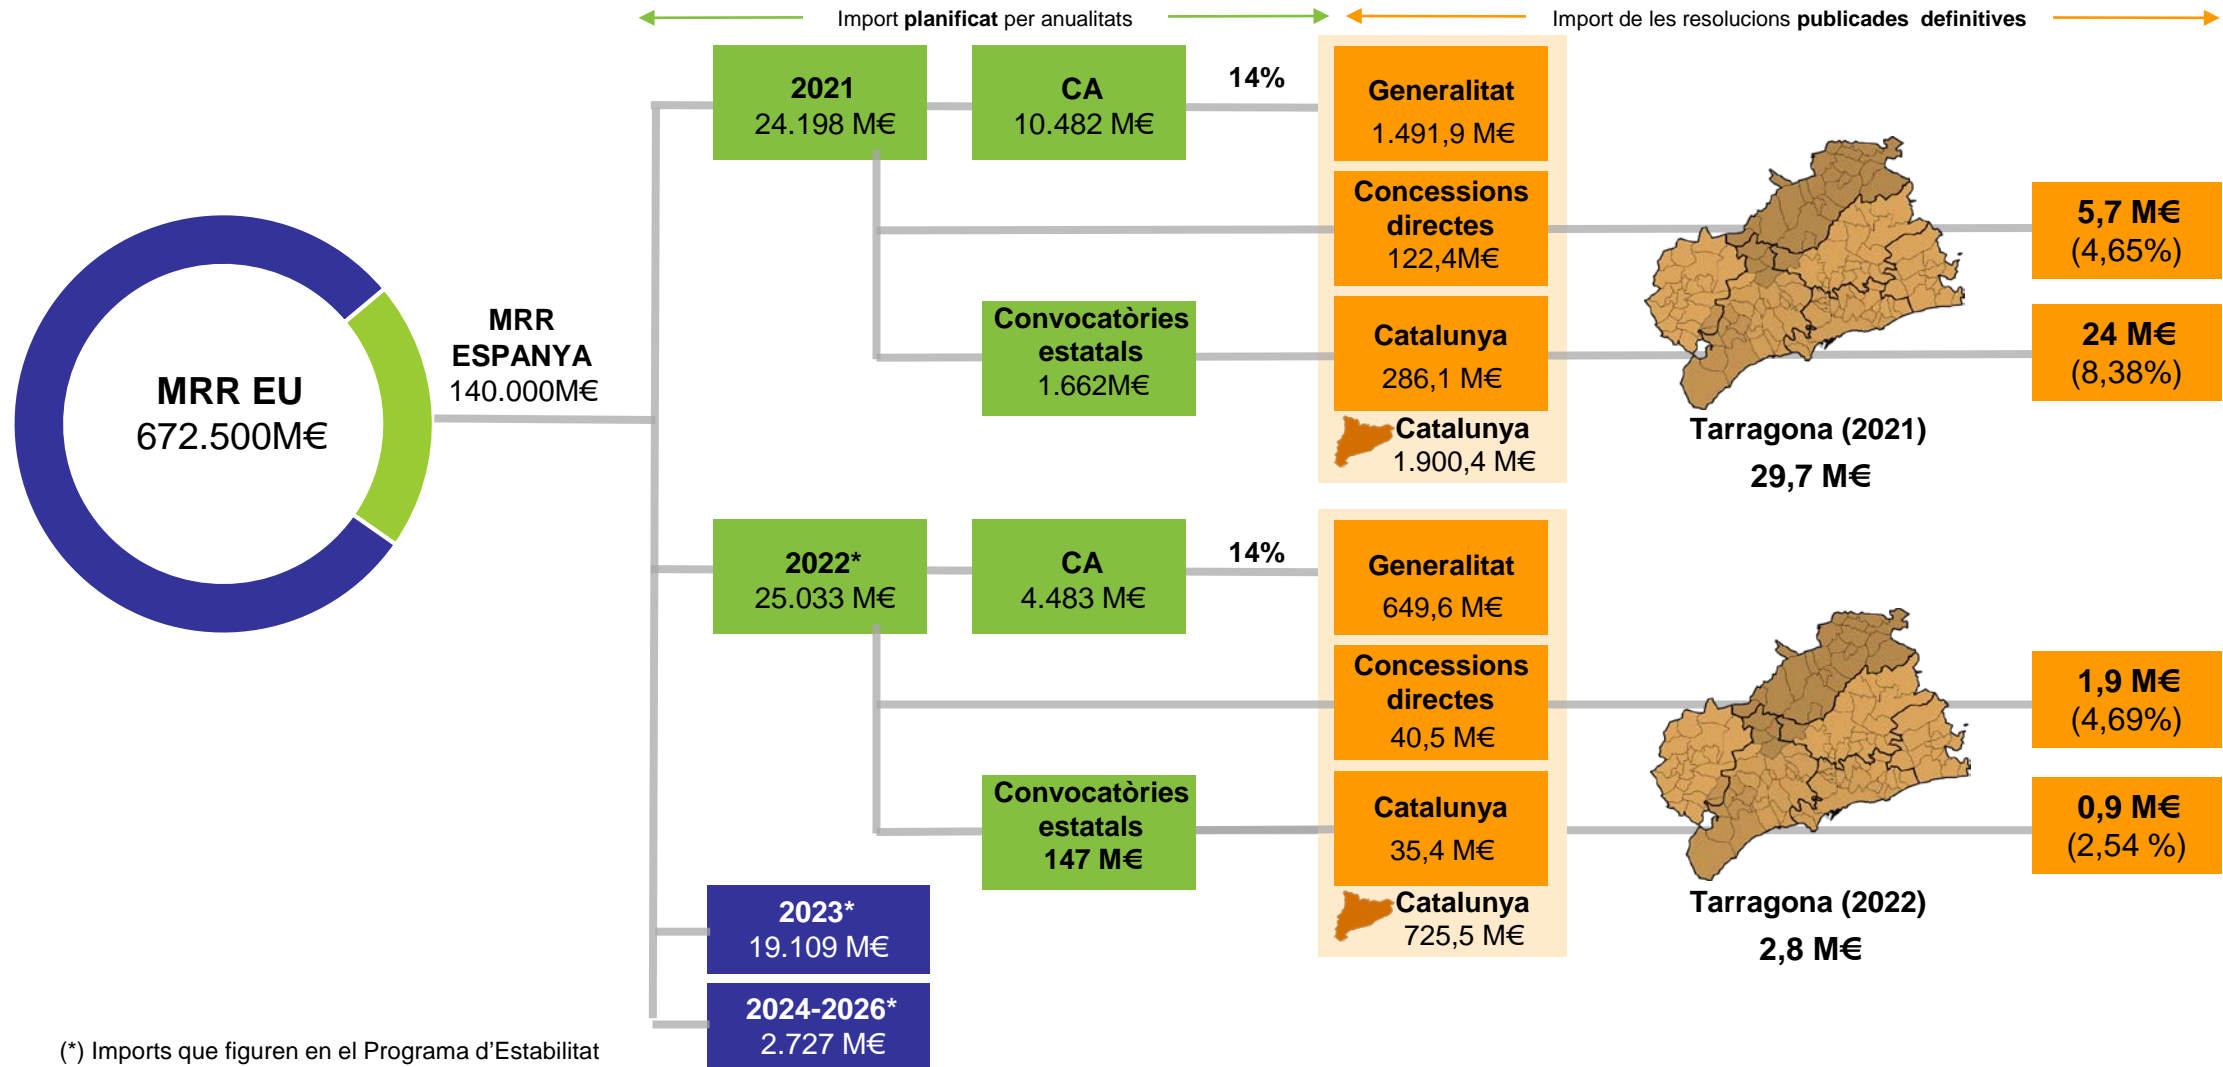 Import planificat per anualitats
Import de les resolucions publicades definitives
MRR EU
672.500M€
MRR
ESPANYA
140.000M€
2021
24.198 M€
CA
10.482 M€
14%
Generalitat
1.491,9 M€
Concessions
directes
122,4M€
5,7 M€
(4,65%)
Convocatòries
estatals
1.662M€
Catalunya
286,1 M€
24 M€
(8,38%)
Catalunya
1.900,4 M€
Tarragona (2021)
29,7 M€
2022*
25.033 M€
CA
4.483 M€
14%
Generalitat
649,6 M€
Concessions
directes
40,5 M€
1,9 M€
(4,69%)
Convocatòries
estatals
147 M€
Catalunya
35,4 M€
0,9 M€
(2,54 %)
Catalunya
725,5 M€
Tarragona (2022)
2,8 M€
2023*
19.109 M€
2024-2026*
2.727 M€
(*) Imports que figuren en el Programa d’Estabilitat